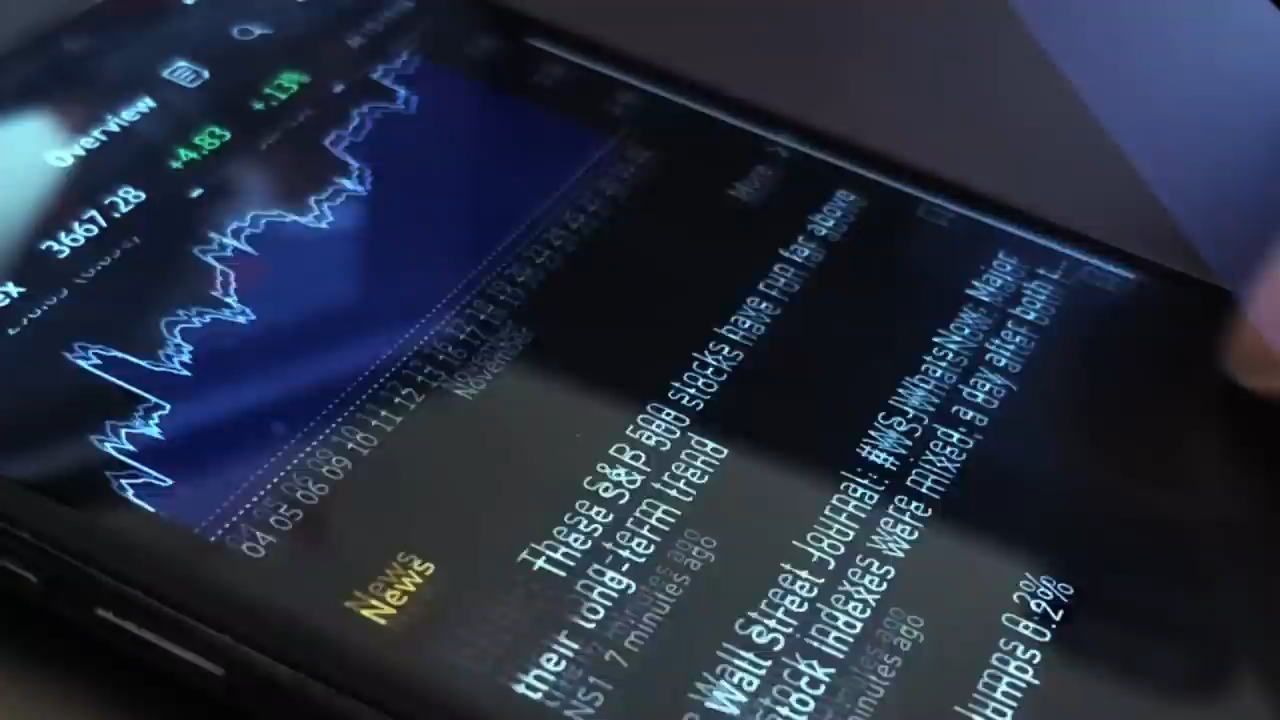 Overview
3667.28
+4.83 +.13%
04 05 06 09 10 11 12 13 16 17 18
November
More
News
These S&P 500 stocks have run far above
their long-term trend
7 minutes ago
Wall Street Journal: #WSJWhatsNow: Major
stock indexes were mixed, a day after both t...
minutes ago
jumps 0.2%